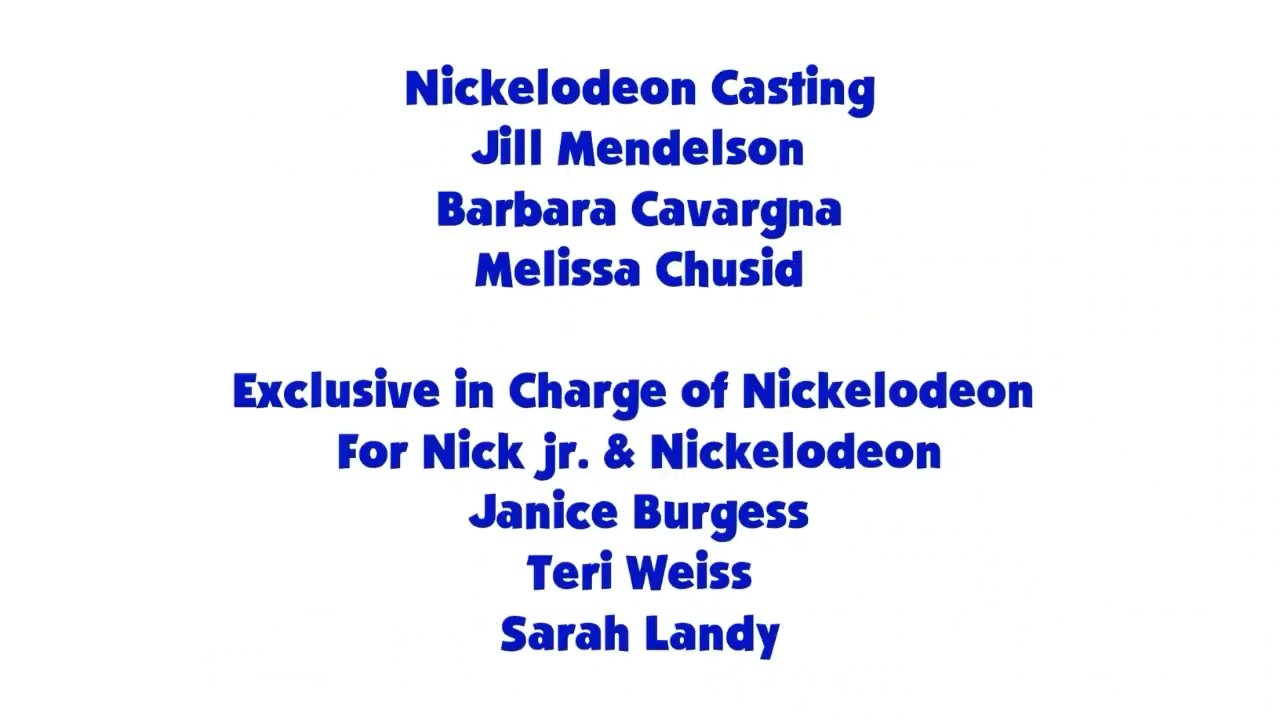 Nickelodeon Casting
Jill Mendelson
Barbara Cavargna
Melissa Chusid
Exclusive in Charge of Nickelodeon
For Nick jr. & Nickelodeon
Janice Burgess
Teri Weiss
Sarah Landy